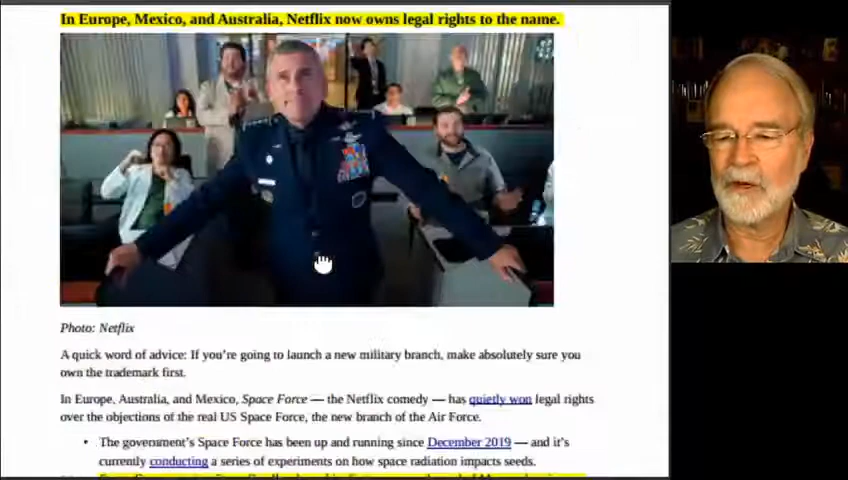 In Europe, Mexico, and Australia, Netflix now owns legal rights to the name.
Photo: Netflix
A quick word of advice: If you're going to launch a new military branch, make absolutely sure you
own the trademark first.
In Europe, Australia, and Mexico, Space Force — the Netflix comedy — has quietly won legal rights
over the objections of the real US Space Force, the new branch of the Air Force.
• The government's Space Force has been up and running since December 2019 — and it's
currently conducting a series of experiments on how space radiation impacts seeds.